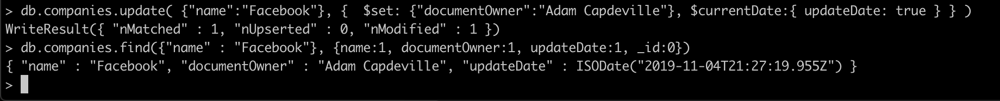 > db.companies.update( {"name":"Facebook"}, {  $set: {"documentOwner":"Adam Capdeville"}, $currentDate:{ updateDate: true } } )
WriteResult({ "nMatched" : 1, "nUpserted" : 0, "nModified" : 1 })
> db.companies.find({"name" : "Facebook"}, {name:1, documentOwner:1, updateDate:1, _id:0})
{ "name" : "Facebook", "documentOwner" : "Adam Capdeville", "updateDate" : ISODate("2019-11-04T21:27:19.955Z") }
>